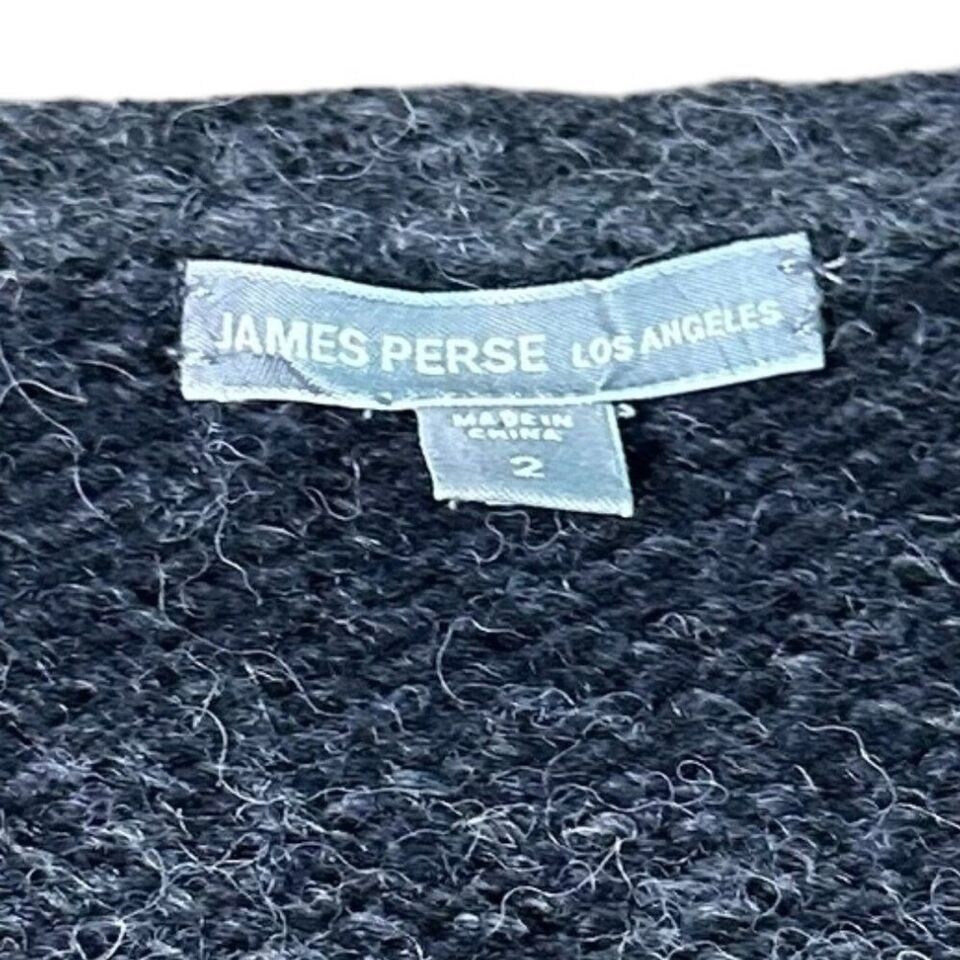 JAMES PERSE LOS ANGELES
MADE IN
CHINA
2